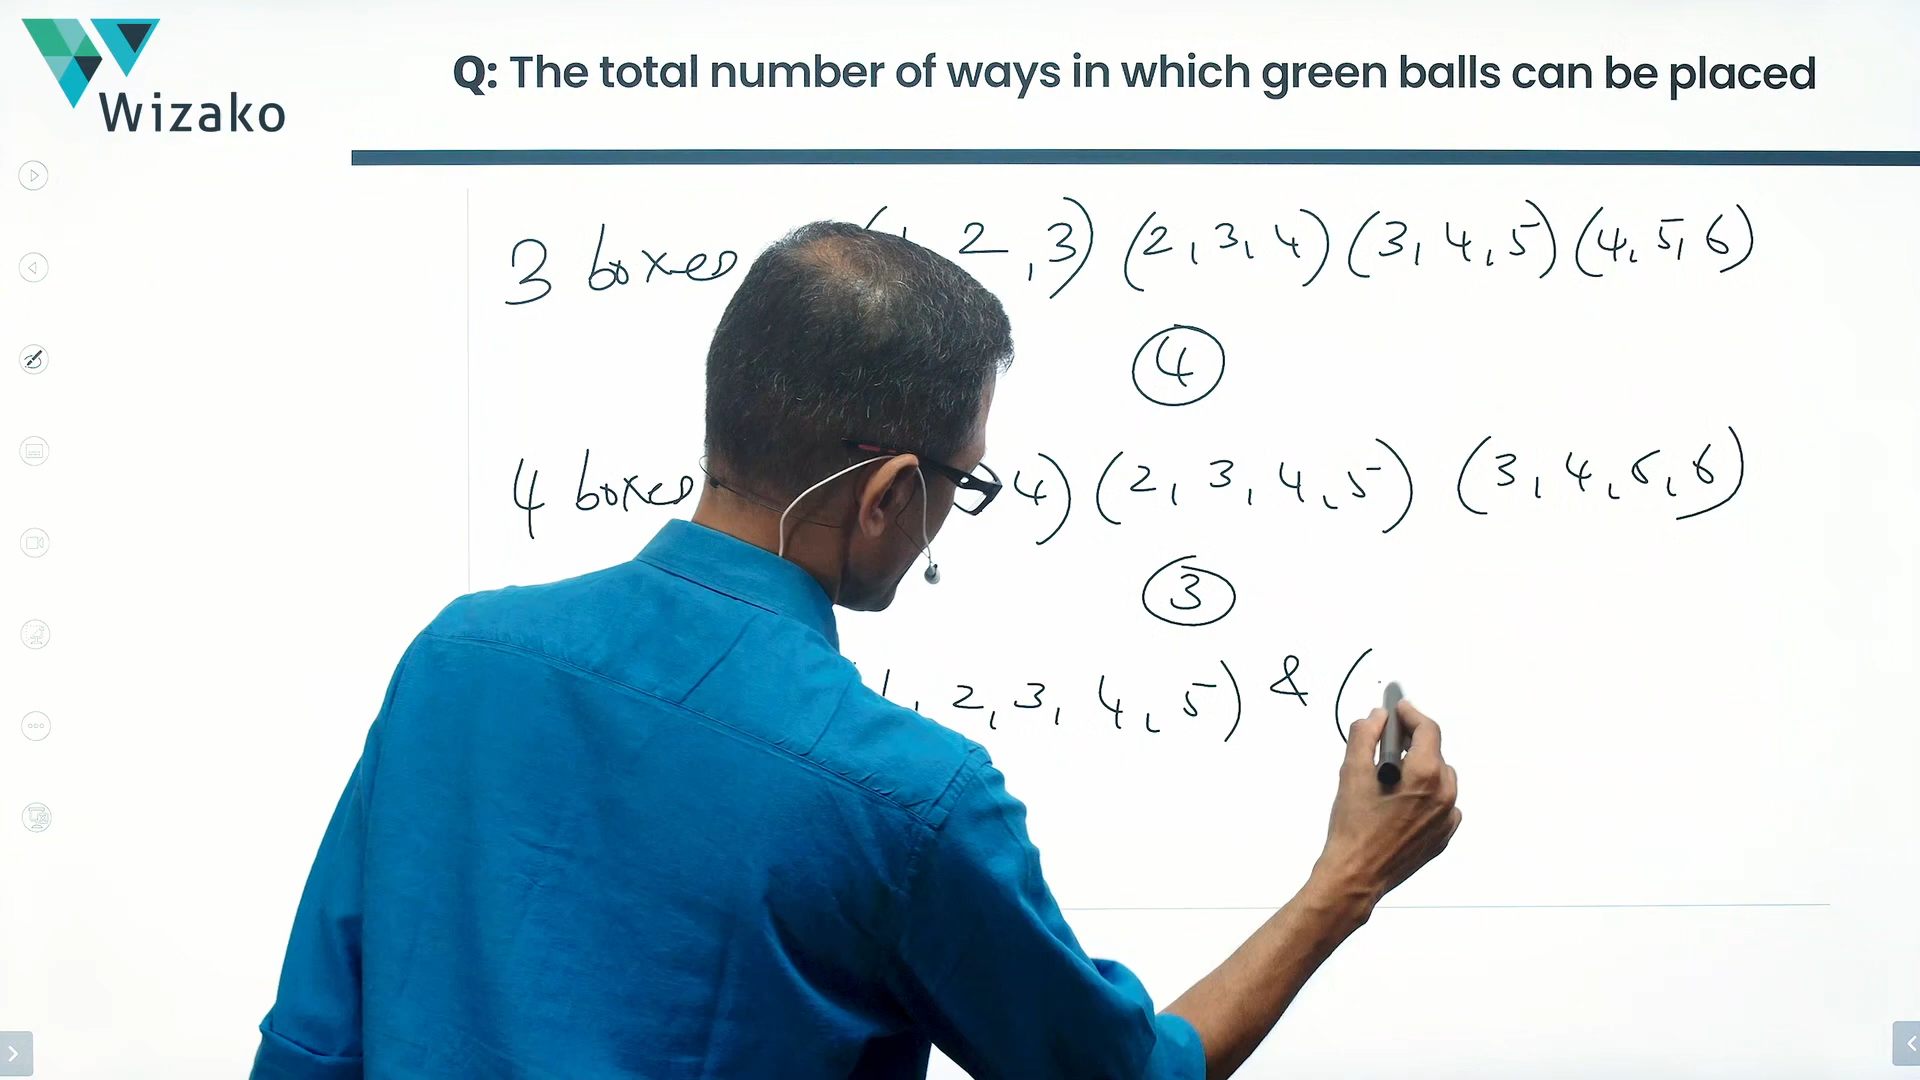 Wizako
Q: The total number of ways in which green balls can be placed
3 boxes 2, 3) (2, 3, 4) (3, 4, 5) (4, 5, 6)
4
4 boxes 4) (2, 3, 4, 5) (3, 4, 5, 6)
3
1, 2, 3, 4, 5) & (